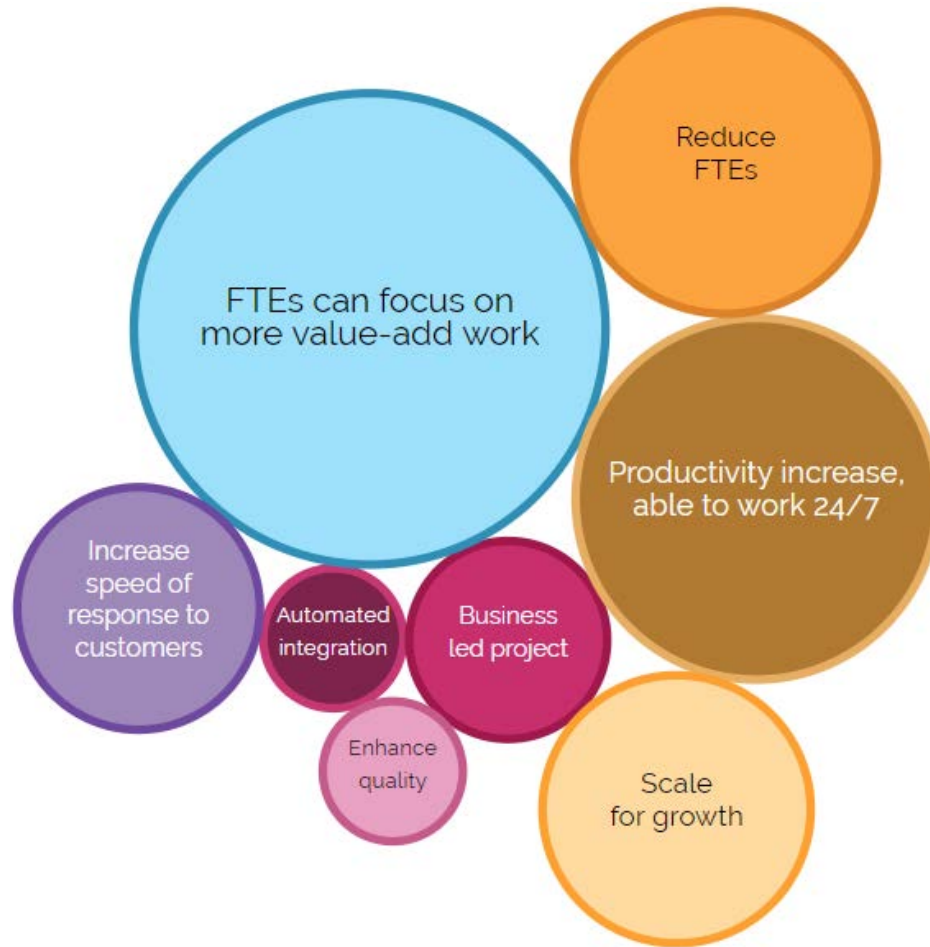 Reduce
FTEs
FTEs can focus on
more value-add work
Productivity increase,
able to work 24/7
Increase
speed of
response to
customers
Automated
integration
Business
led project
Enhance
quality
Scale
for growth